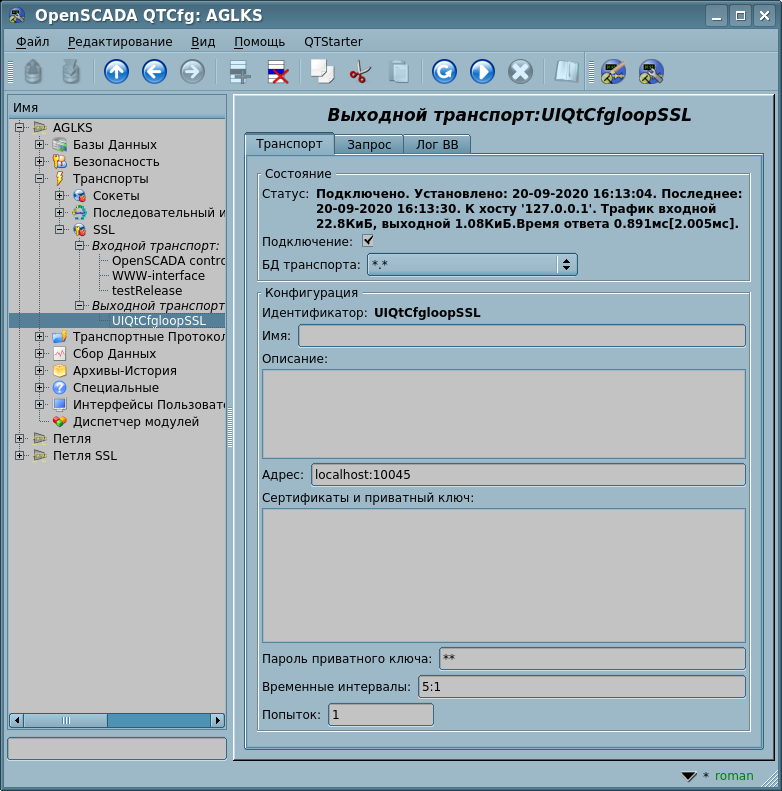 OpenSCADA QTCfg: AGLKS
Файл Редактирование Вид Помощь QTStarter
Имя
AGLKS
Базы Данных
Безопасность
Транспорты
Сокеты
Последовательный и
SSL
Входной транспорт:
OpenSCADA contro
WWW-interface
testRelease
Выходной транспорт
UIQtCfgloopSSL
Транспортные Протокол
Сбор Данных
Архивы-История
Специальные
Интерфейсы Пользоват
Диспетчер модулей
Петля
Петля SSL
Выходной транспорт:UIQtCfgloopSSL
Транспорт Запрос Лог ВВ
Состояние
Статус: Подключено. Установлено: 20-09-2020 16:13:04. Последнее:
20-09-2020 16:13:30. К хосту '127.0.0.1'. Трафик входной
22.8КиБ, выходной 1.08КиБ.Время ответа 0.891мс[2.005мс].
Подключение:
БД транспорта: *.*
Конфигурация
Идентификатор: UIQtCfgloopSSL
Имя:
Описание:
Адрес: localhost:10045
Сертификаты и приватный ключ:
Пароль приватного ключа: **
Временные интервалы: 5:1
Попыток: 1
* roman